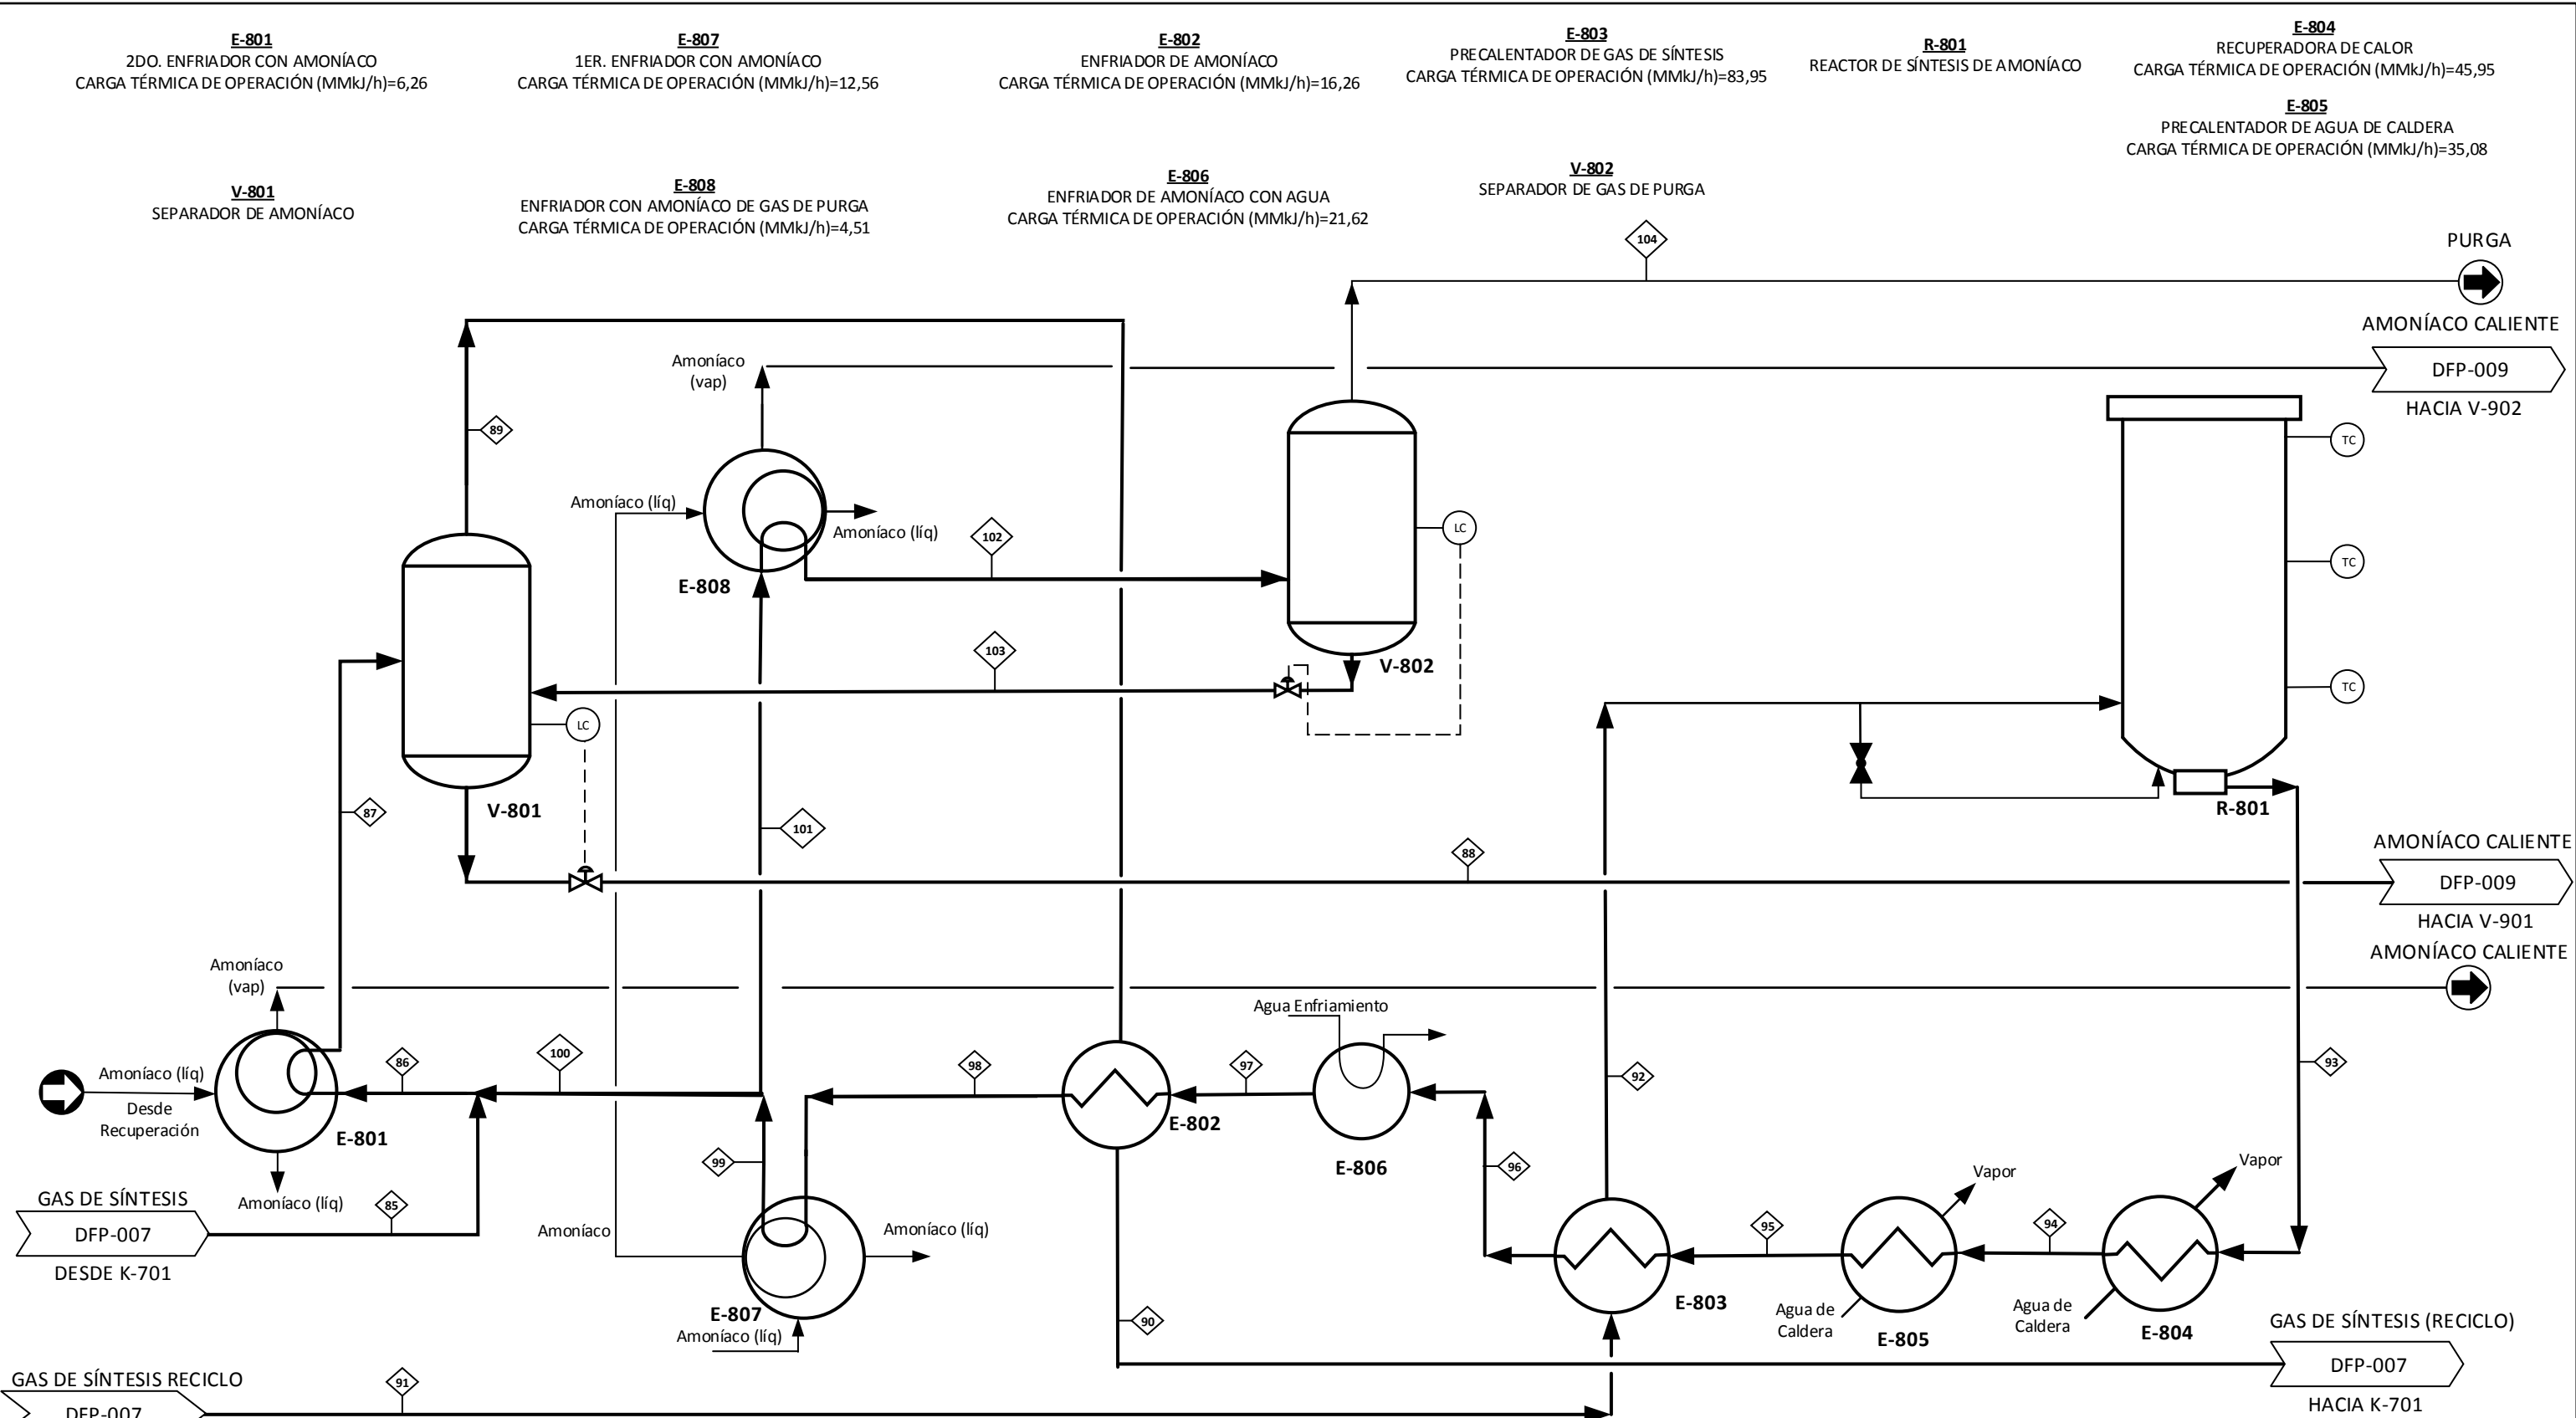 E-801
2DO. ENFRIADOR CON AMONÍACO
CARGA TÉRMICA DE OPERACIÓN (MMkJ/h)=6,26
E-807
1ER. ENFRIADOR CON AMONÍACO
CARGA TÉRMICA DE OPERACIÓN (MMkJ/h)=12,56
E-802
ENFRIADOR DE AMONÍACO
CARGA TÉRMICA DE OPERACIÓN (MMkJ/h)=16,26
E-803
PRECALENTADOR DE GAS DE SÍNTESIS
CARGA TÉRMICA DE OPERACIÓN (MMkJ/h)=83,95
R-801
REACTOR DE SÍNTESIS DE AMONÍACO
E-804
RECUPERADORA DE CALOR
CARGA TÉRMICA DE OPERACIÓN (MMkJ/h)=45,95
E-805
PRECALENTADOR DE AGUA DE CALDERA
CARGA TÉRMICA DE OPERACIÓN (MMkJ/h)=35,08
V-801
SEPARADOR DE AMONÍACO
E-808
ENFRIADOR CON AMONÍACO DE GAS DE PURGA
CARGA TÉRMICA DE OPERACIÓN (MMkJ/h)=4,51
E-806
ENFRIADOR DE AMONÍACO CON AGUA
CARGA TÉRMICA DE OPERACIÓN (MMkJ/h)=21,62
V-802
SEPARADOR DE GAS DE PURGA
104
PURGA
AMONÍACO CALIENTE
DFP-009
HACIA V-902
Amoníaco
(vap)
89
TC
Amoníaco (líq)
Amoníaco (líq)
102
LC
TC
E-808
103
V-802
TC
LC
87
V-801
101
R-801
88
AMONÍACO CALIENTE
DFP-009
HACIA V-901
AMONÍACO CALIENTE
Amoníaco
(vap)
Agua Enfriamiento
86
100
98
97
92
93
Amoníaco (líq)
Desde
Recuperación
E-801
E-802
E-806
99
96
Vapor
Vapor
Amoníaco (líq)
GAS DE SÍNTESIS
DFP-007
DESDE K-701
85
Amoníaco
Amoníaco (líq)
95
94
E-807
Amoníaco (líq)
90
E-803
Agua de
Caldera
E-805
Agua de
Caldera
E-804
GAS DE SÍNTESIS (RECICLO)
DFP-007
HACIA K-701
GAS DE SÍNTESIS RECICLO
DFP-007
91